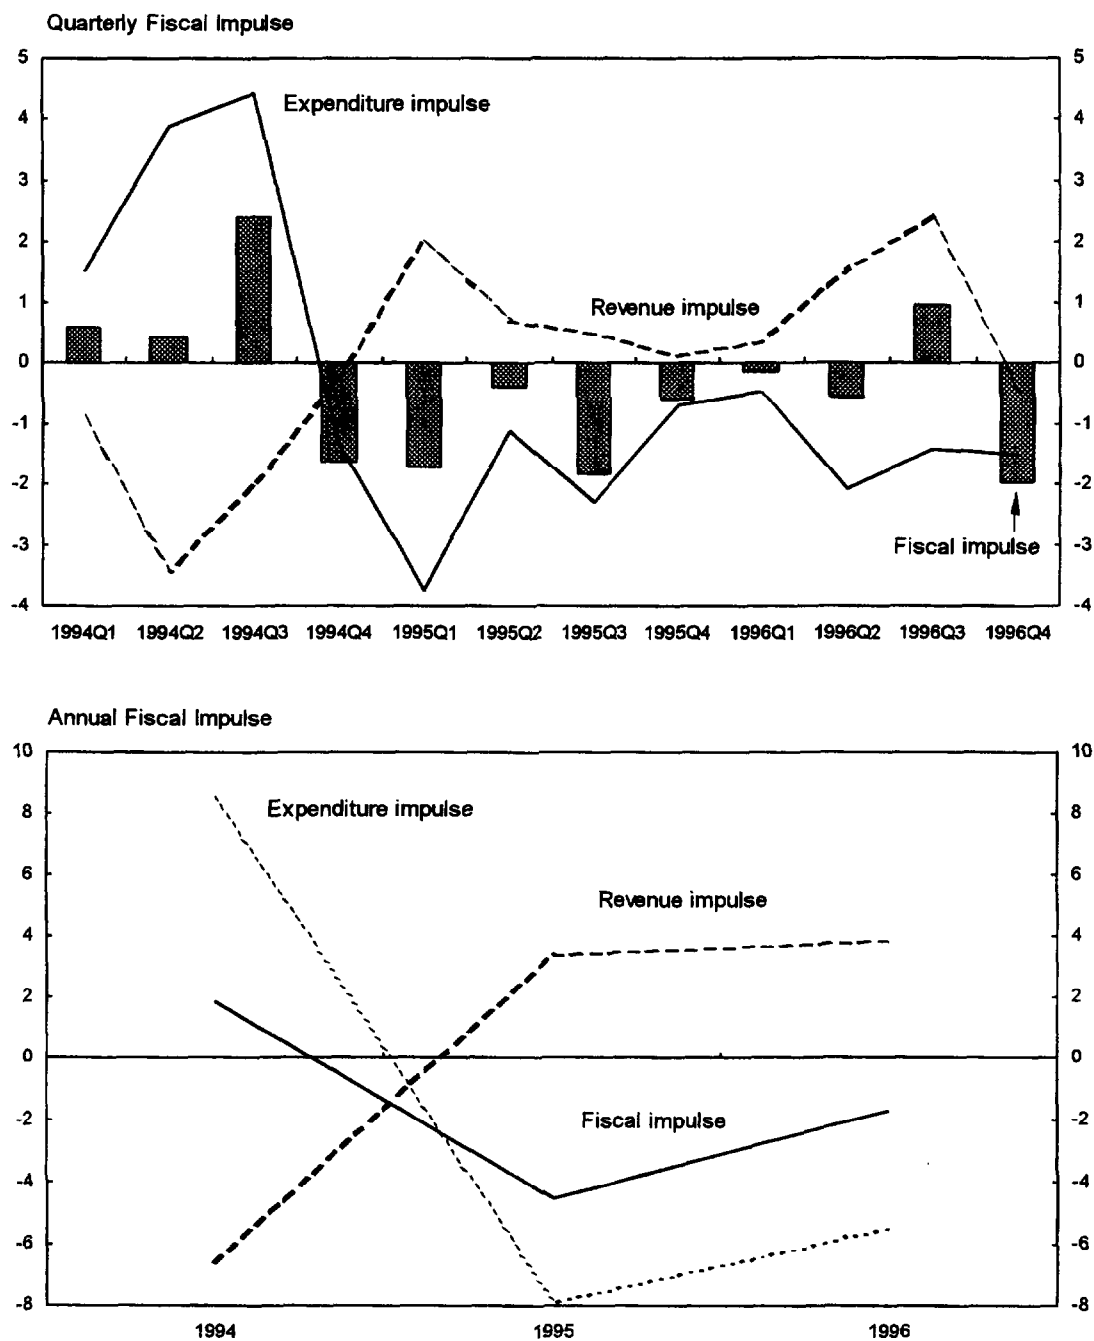 Quarterly Fiscal Impulse
5 5
Expenditure impulse
4 4
3 3
2 2
Revenue impulse
1 1
0 0
-1 -1
-2 -2
Fiscal impulse
-3 -3
-4 -4
1994Q1 1994Q2 1994Q3 1994Q4 1995Q1 1995Q2 1995Q3 1995Q4 1996Q1 1996Q2 1996Q3 1996Q4
Annual Fiscal Impulse
10 10
Expenditure impulse
8 8
6 6
Revenue impulse
4 4
2 2
0 0
Fiscal impulse
-2 -2
-4 -4
-6 -6
-8 -8
1994 1995 1996